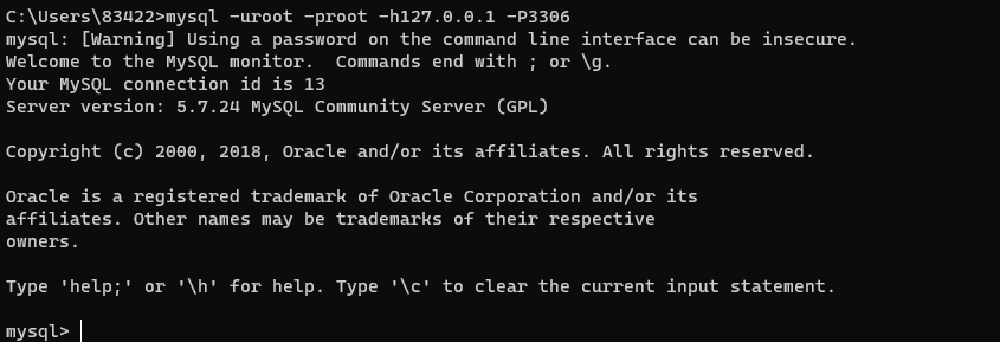 C:\Users\83422>mysql -uroot -proot -h127.0.0.1 -P3306
mysql: [Warning] Using a password on the command line interface can be insecure.
Welcome to the MySQL monitor.  Commands end with ; or \g.
Your MySQL connection id is 13
Server version: 5.7.24 MySQL Community Server (GPL)

Copyright (c) 2000, 2018, Oracle and/or its affiliates. All rights reserved.

Oracle is a registered trademark of Oracle Corporation and/or its
affiliates. Other names may be trademarks of their respective
owners.

Type 'help;' or '\h' for help. Type '\c' to clear the current input statement.

mysql>